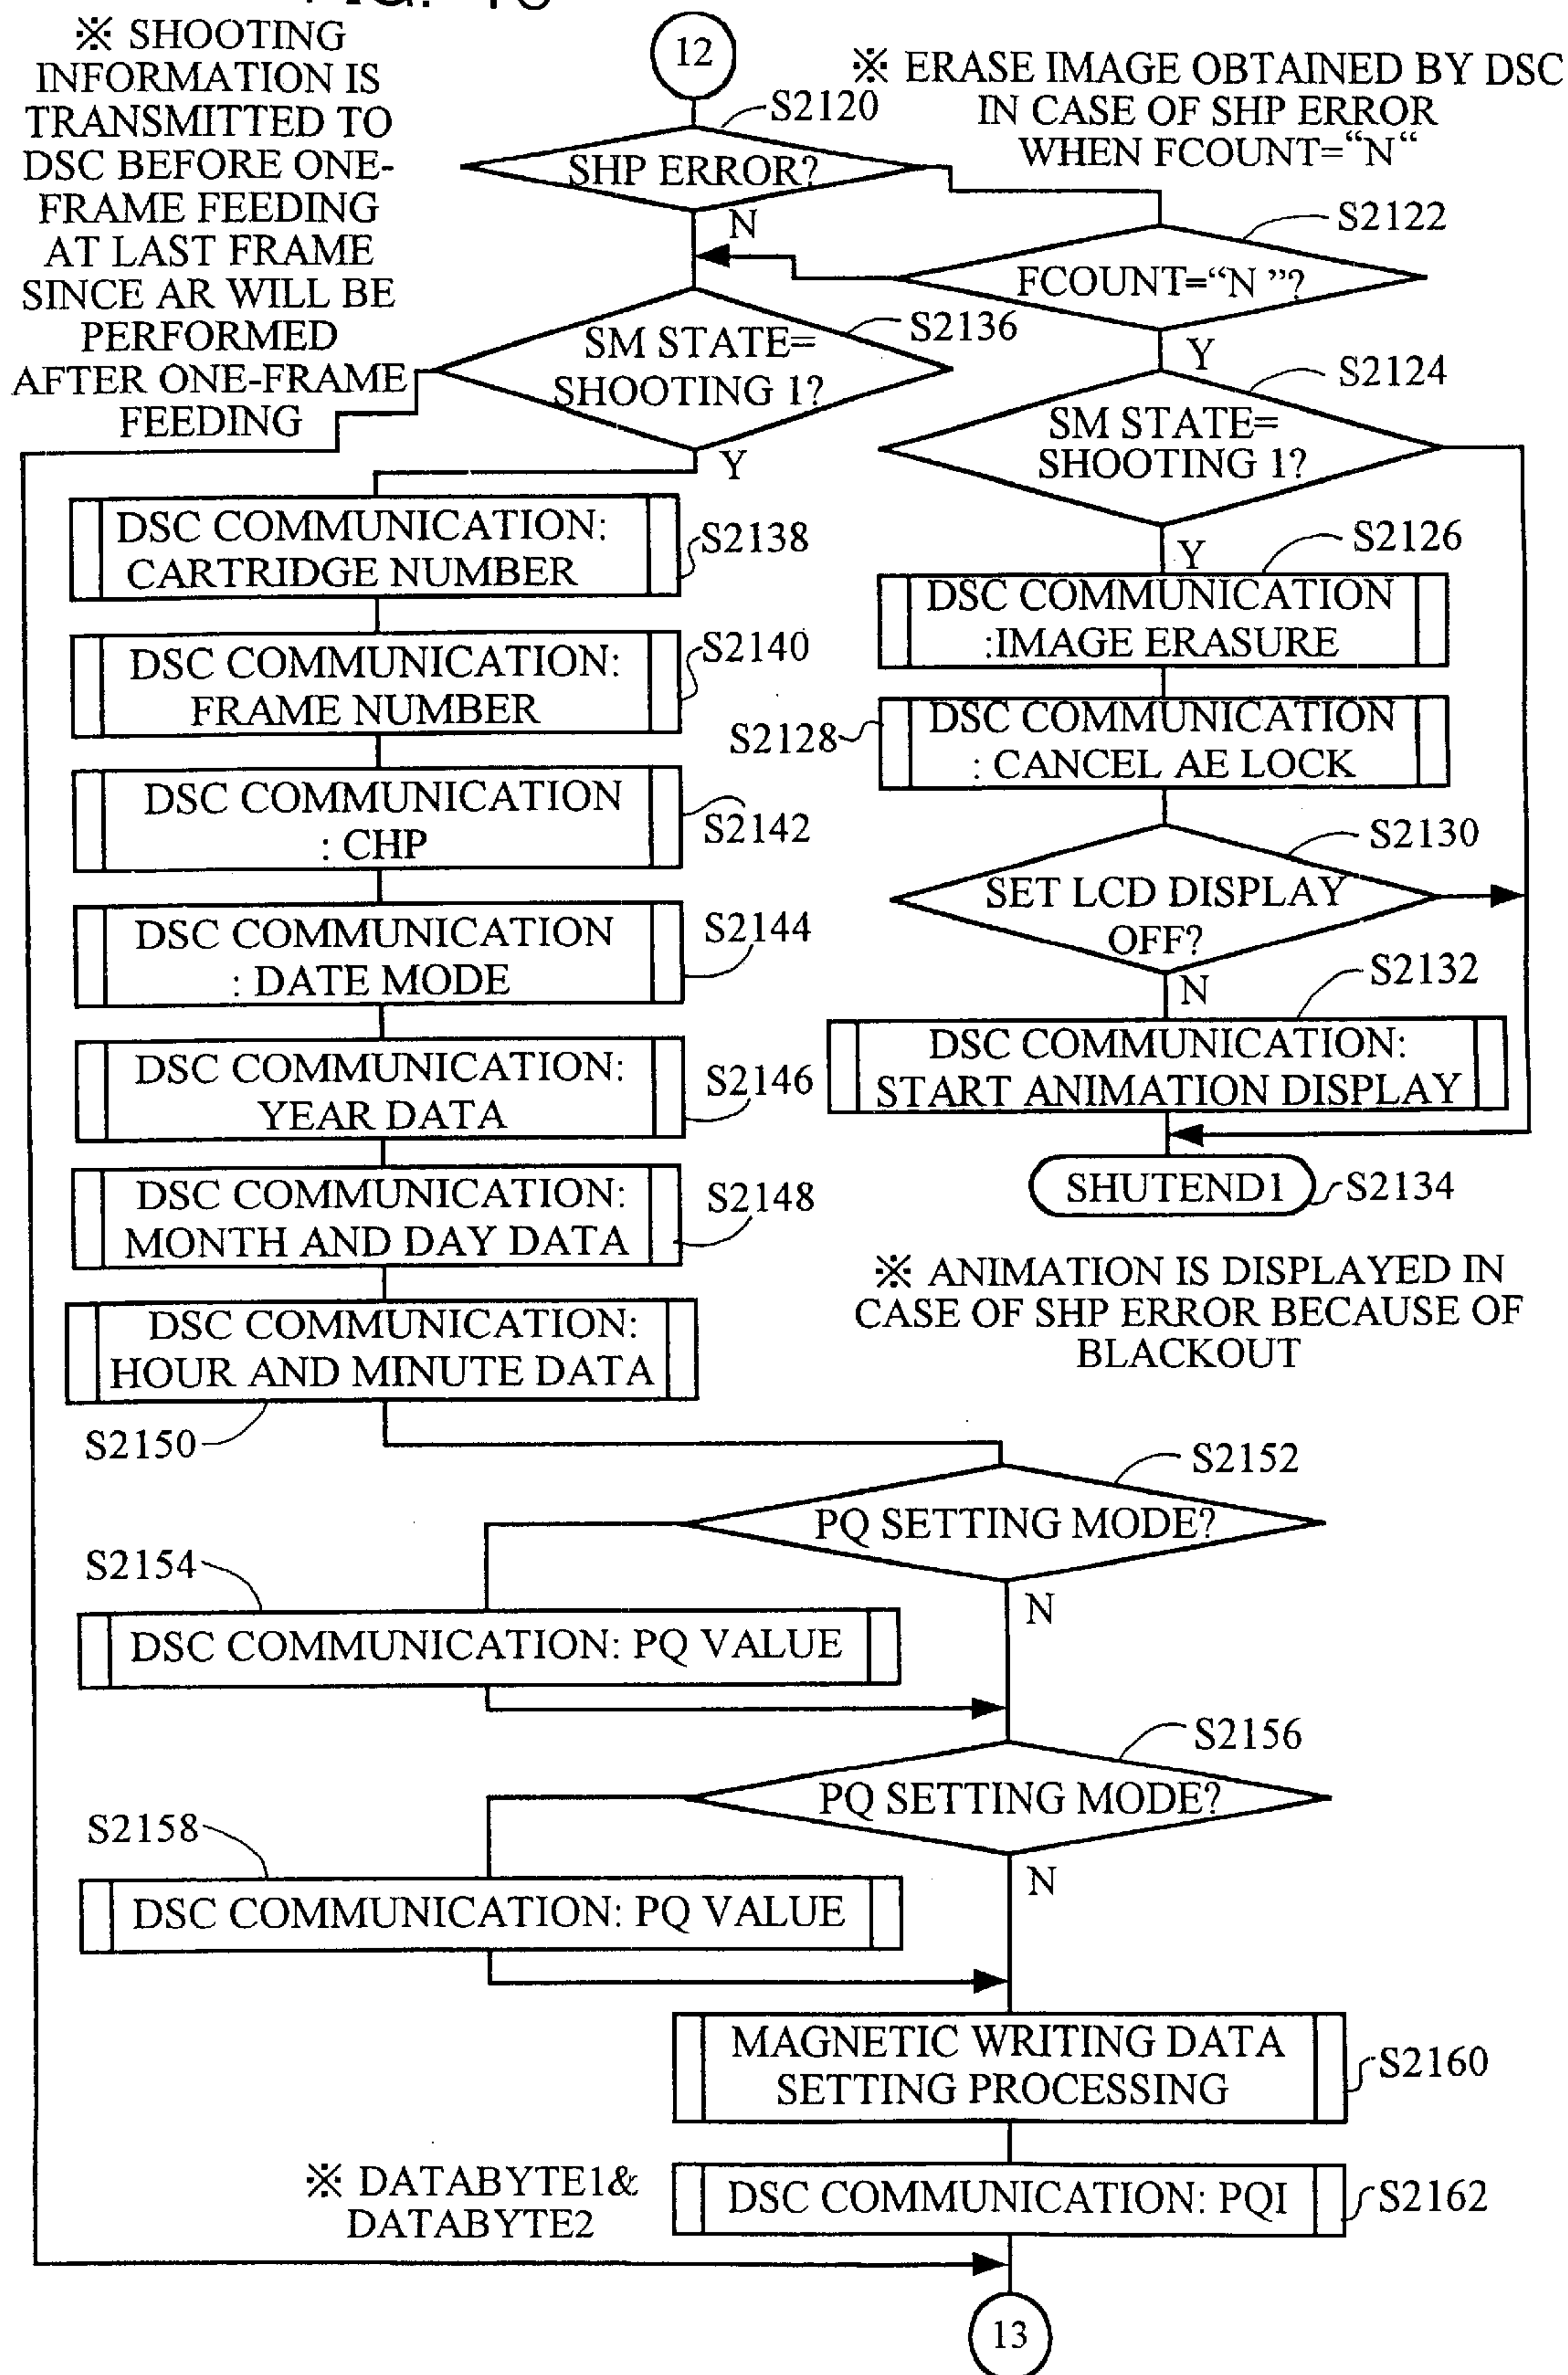 ※ SHOOTING
INFORMATION IS
TRANSMITTED TO
DSC BEFORE ONE-
FRAME FEEDING
AT LAST FRAME
SINCE AR WILL BE
PERFORMED
AFTER ONE-FRAME
FEEDING
12
※ ERASE IMAGE OBTAINED BY DSC
IN CASE OF SHP ERROR
WHEN FCOUNT=“N“
S2120
SHP ERROR?
N
S2122
FCOUNT=“N ”?
Y
S2136
SM STATE=
SHOOTING 1?
Y
S2124
SM STATE=
SHOOTING 1?
Y
DSC COMMUNICATION:
CARTRIDGE NUMBER
S2138
S2126
DSC COMMUNICATION
:IMAGE ERASURE
DSC COMMUNICATION:
FRAME NUMBER
S2140
S2128
DSC COMMUNICATION
: CANCEL AE LOCK
DSC COMMUNICATION
: CHP
S2142
S2130
SET LCD DISPLAY
OFF?
N
DSC COMMUNICATION
: DATE MODE
S2144
S2132
DSC COMMUNICATION:
START ANIMATION DISPLAY
DSC COMMUNICATION:
YEAR DATA
S2146
SHUTEND1
S2134
DSC COMMUNICATION:
MONTH AND DAY DATA
S2148
※ ANIMATION IS DISPLAYED IN
CASE OF SHP ERROR BECAUSE OF
BLACKOUT
DSC COMMUNICATION:
HOUR AND MINUTE DATA
S2150
S2152
PQ SETTING MODE?
N
S2154
DSC COMMUNICATION: PQ VALUE
S2156
PQ SETTING MODE?
N
S2158
DSC COMMUNICATION: PQ VALUE
MAGNETIC WRITING DATA
SETTING PROCESSING
S2160
※ DATABYTE1&
DATABYTE2
DSC COMMUNICATION: PQI
S2162
13